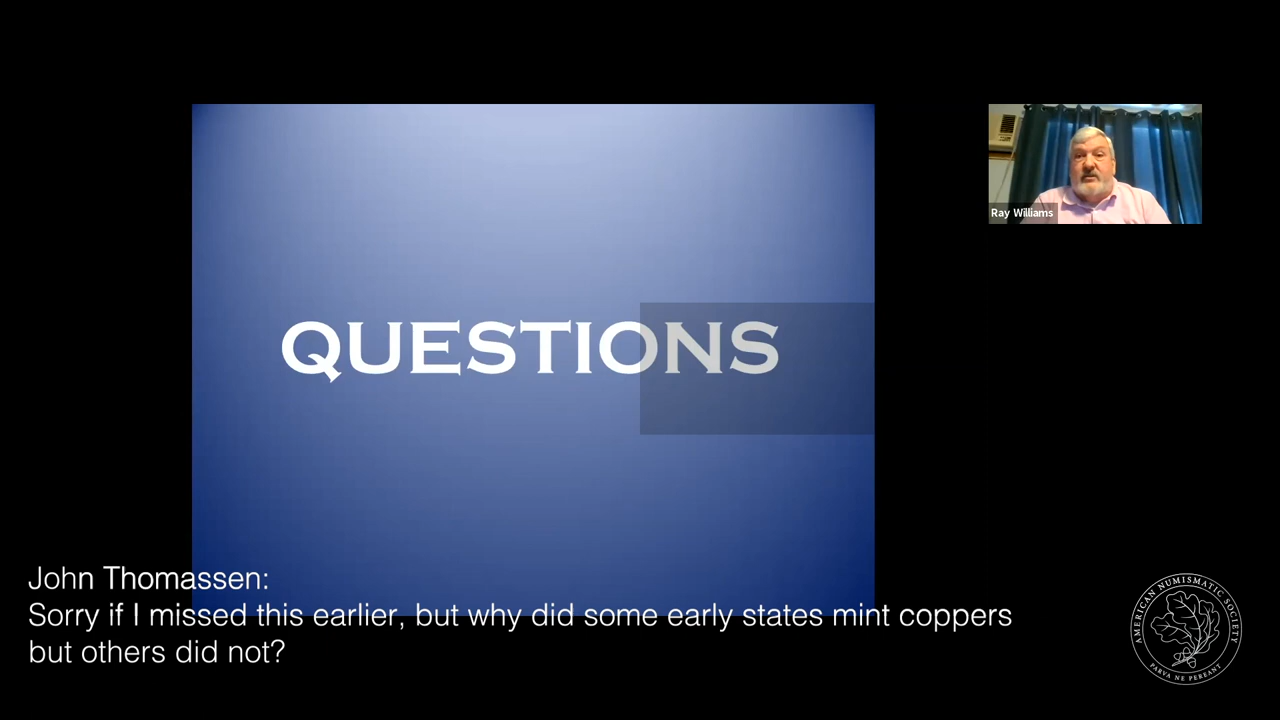 QUESTIONS
Ray Williams
John Thomassen:
Sorry if I missed this earlier, but why did some early states mint coppers
but others did not?
AMERICAN NUMISMATIC SOCIETY
PARVA NE PEREANT